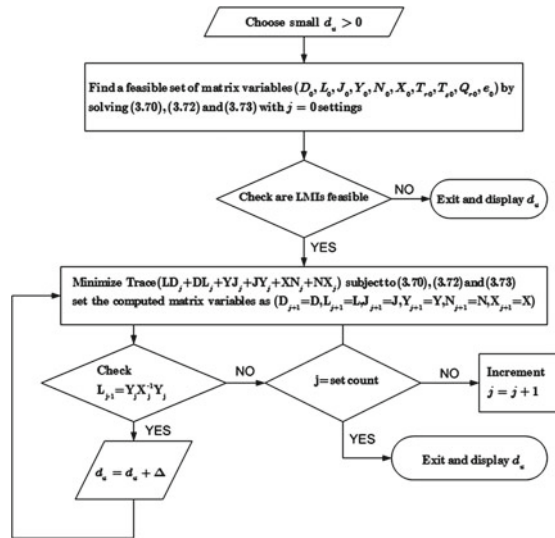 Choose small d_u > 0
Find a feasible set of matrix variables (D_0, L_0, J_0, Y_0, N_0, X_0, T_r0, T_s0, Q_r0, e_0) by
solving (3.70), (3.72) and (3.73) with j = 0 settings
Check are LMIs feasible
NO
Exit and display d_u
YES
Minimize Trace(LD_j+DL_j+YJ_j+JY_j+XN_j+NX_j) subject to (3.70), (3.72) and (3.73)
set the computed matrix variables as (D_j+1=D,L_j+1=L,J_j+1=J,Y_j+1=Y,N_j+1=N,X_j+1=X)
Check
L_j+1=Y_jX_j^-1Y_j
NO
j=set count
NO
Increment
j = j + 1
YES
d_u = d_u + Δ
YES
Exit and display d_u